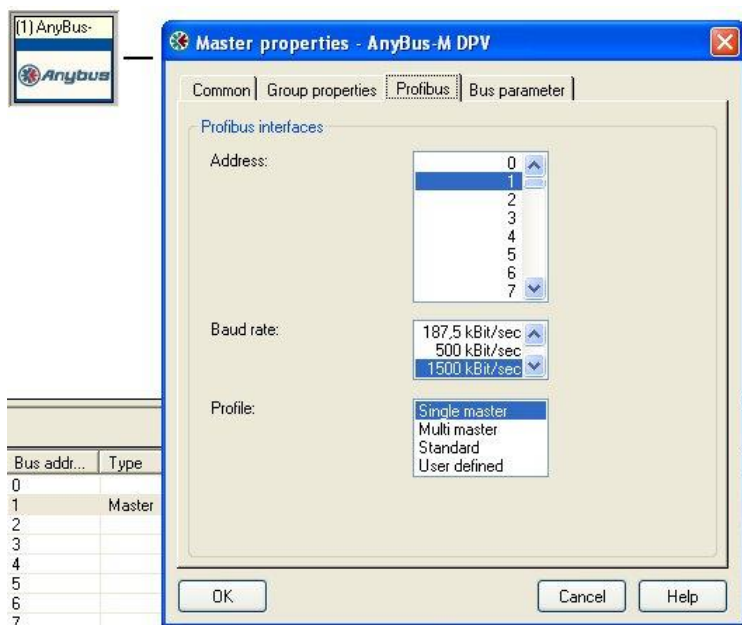 (1) AnyBus-
Anybus
Master properties - AnyBus-M DPV
Common Group properties Profibus Bus parameter
Profibus interfaces
Address:
0
1
2
3
4
5
6
7
Baud rate:
187,5 kBit/sec
500 kBit/sec
1500 kBit/sec
Profile:
Single master
Multi master
Standard
User defined
Bus addr... Type
0
1 Master
2
3
4
5
6
7
OK Cancel Help